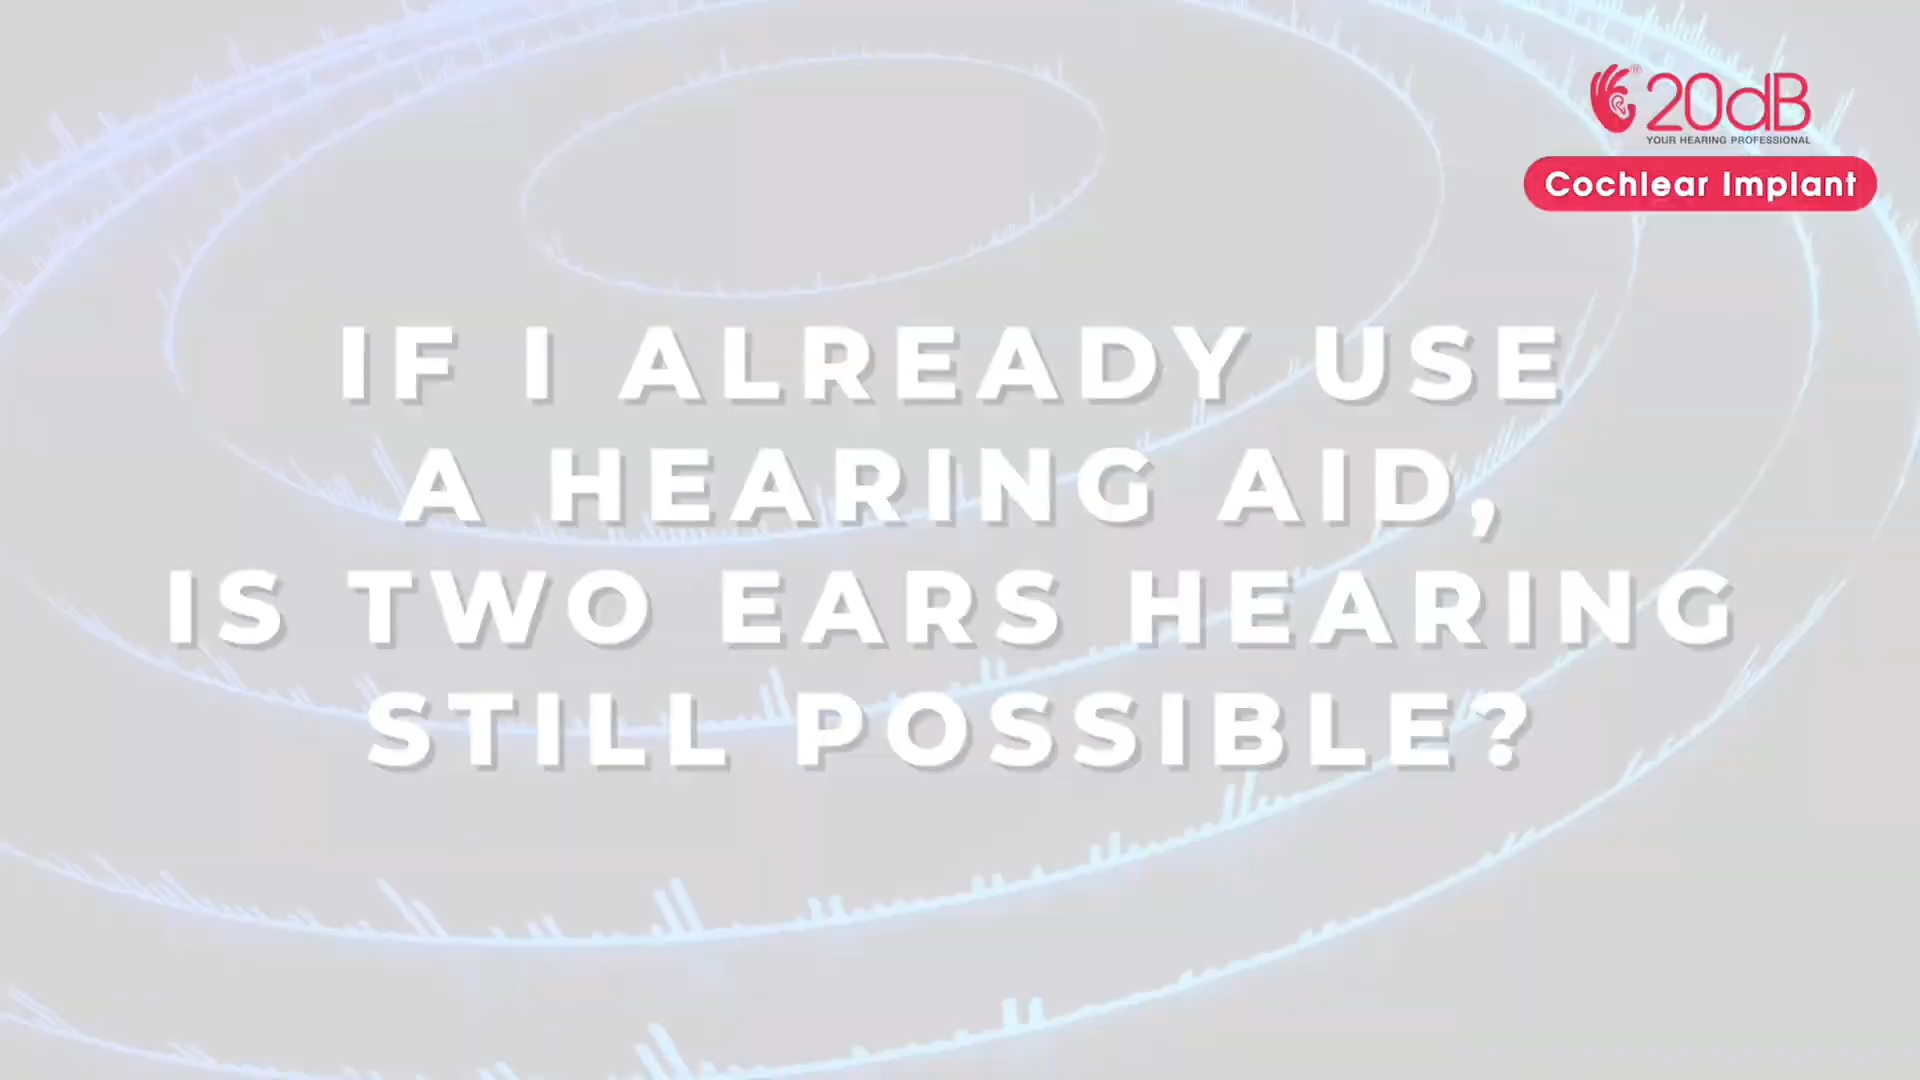 ®20dB
YOUR HEARING PROFESSIONAL
Cochlear Implant
IF I ALREADY USE
A HEARING AID,
IS TWO EARS HEARING
STILL POSSIBLE?